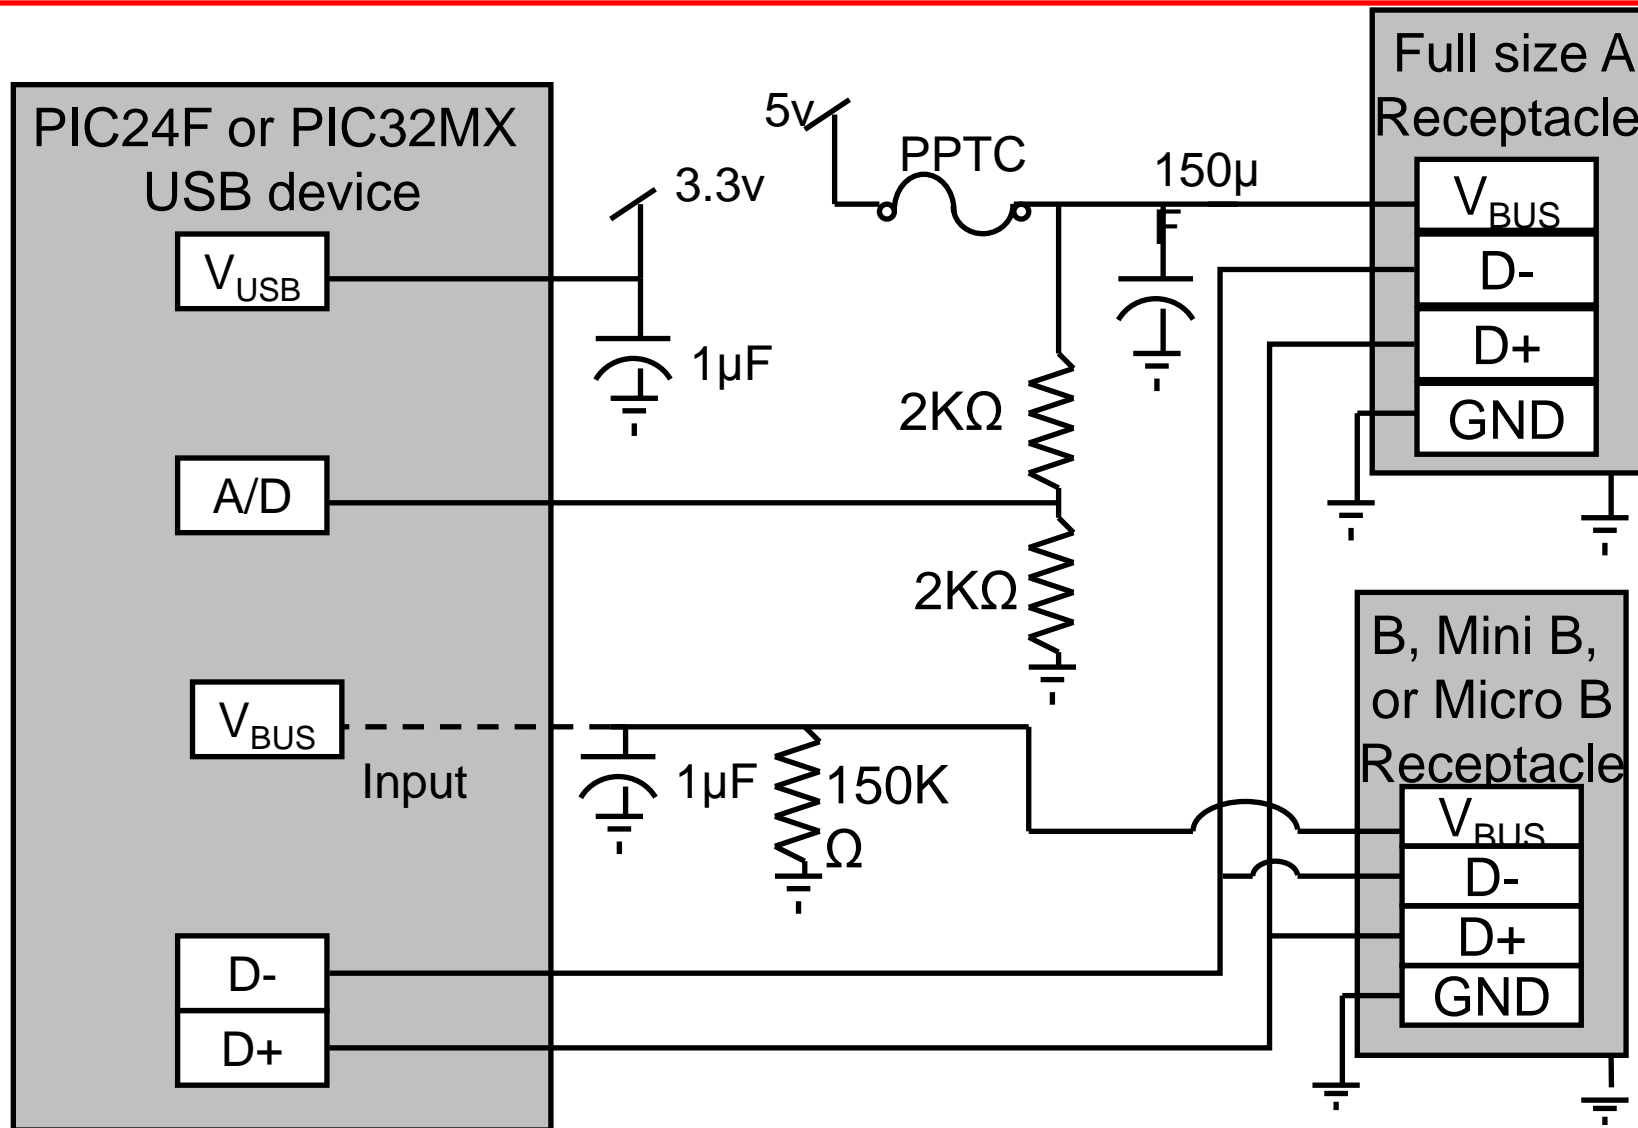 PIC24F or PIC32MX
USB device
VUSB
3.3v
1µF
A/D
VBUS
Input
1µF
150K
Ω
D-
D+
5v
PPTC
150µ
F
2KΩ
2KΩ
Full size A
Receptacle
VBUS
D-
D+
GND
B, Mini B,
or Micro B
Receptacle
VBUS
D-
D+
GND